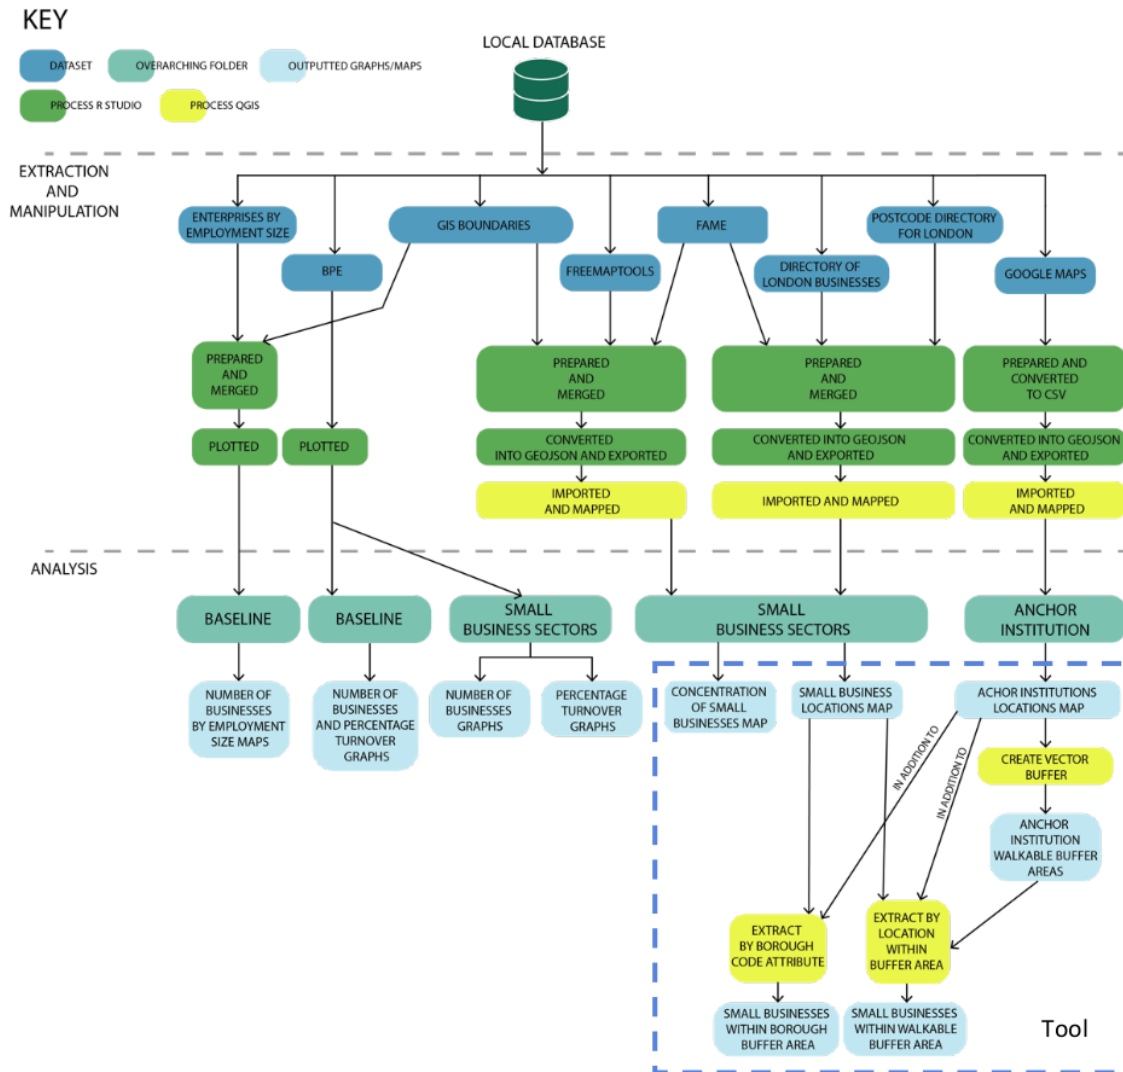 KEY
DATASET
OVERARCHING FOLDER
OUTPUTTED GRAPHS/MAPS
PROCESS R STUDIO
PROCESS QGIS
LOCAL DATABASE
EXTRACTION
AND
MANIPULATION
ENTERPRISES BY
EMPLOYMENT SIZE
BPE
GIS BOUNDARIES
FREEMAPTOOLS
FAME
DIRECTORY OF
LONDON BUSINESSES
POSTCODE DIRECTORY
FOR LONDON
GOOGLE MAPS
PREPARED
AND
MERGED
PREPARED
AND
MERGED
PREPARED
AND
MERGED
PREPARED AND
CONVERTED
TO CSV
PLOTTED
PLOTTED
CONVERTED
INTO GEOJSON AND EXPORTED
CONVERTED INTO GEOJSON
AND EXPORTED
CONVERTED INTO GEOJSON
AND EXPORTED
IMPORTED
AND MAPPED
IMPORTED AND MAPPED
IMPORTED
AND MAPPED
ANALYSIS
BASELINE
BASELINE
SMALL
BUSINESS SECTORS
SMALL
BUSINESS SECTORS
ANCHOR
INSTITUTION
NUMBER OF
BUSINESSES
BY EMPLOYMENT
SIZE MAPS
NUMBER OF
BUSINESSES
AND PERCENTAGE
TURNOVER
GRAPHS
NUMBER OF
BUSINESSES
GRAPHS
PERCENTAGE
TURNOVER
GRAPHS
CONCENTRATION
OF SMALL
BUSINESSES MAP
SMALL BUSINESS
LOCATIONS MAP
ACHOR INSTITUTIONS
LOCATIONS MAP
IN ADDITION TO
IN ADDITION TO
CREATE VECTOR
BUFFER
ANCHOR
INSTITUTION
WALKABLE BUFFER
AREAS
EXTRACT
BY BOROUGH
CODE ATTRIBUTE
EXTRACT BY
LOCATION
WITHIN
BUFFER AREA
SMALL BUSINESSES
WITHIN BOROUGH
BUFFER AREA
SMALL BUSINESSES
WITHIN WALKABLE
BUFFER AREA
Tool